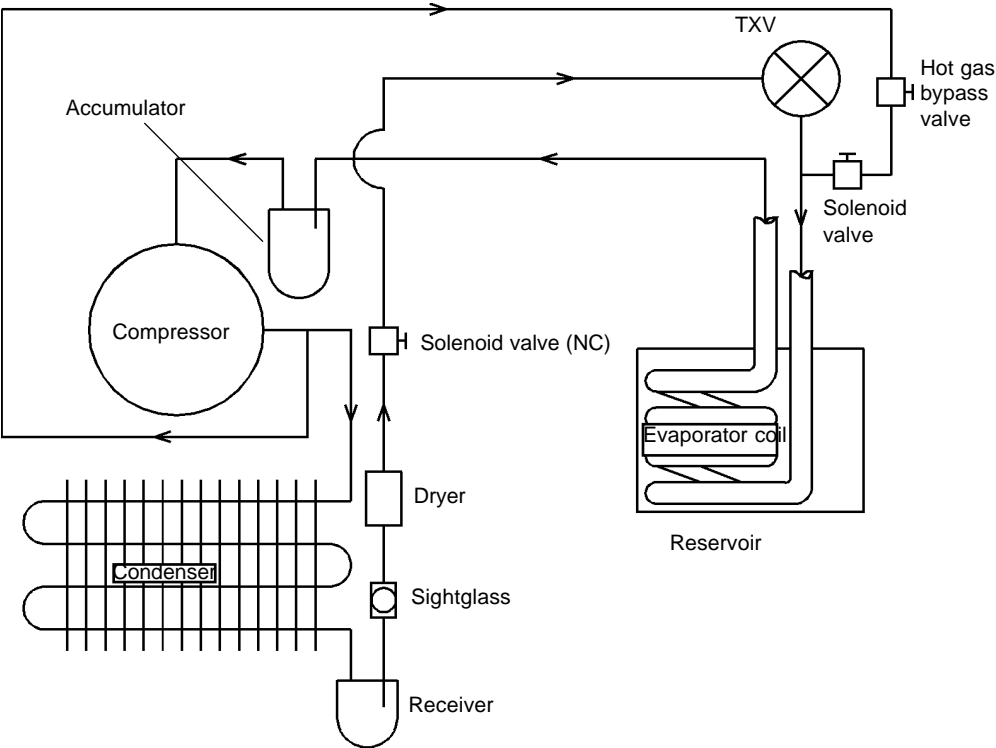 TXV
Hot gas
bypass
valve
Accumulator
Solenoid
valve
Compressor
Solenoid valve (NC)
Evaporator coil
Dryer
Reservoir
Condenser
Sightglass
Receiver